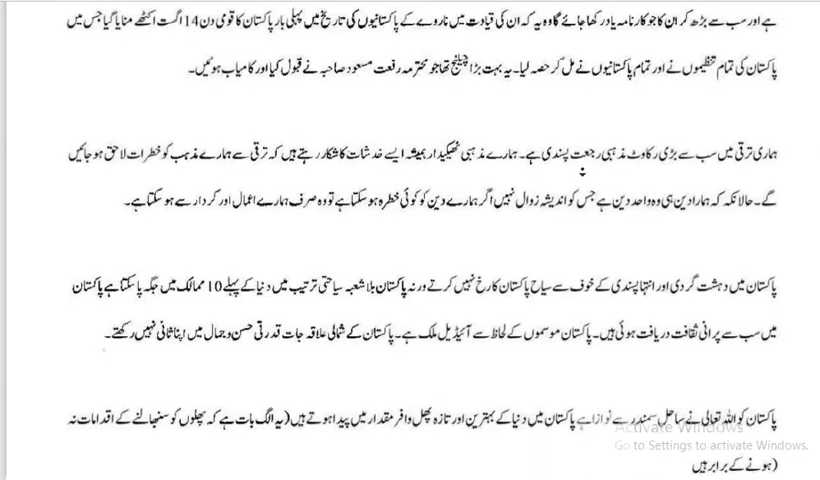 ہے اور سب سے بڑھ کر ان کا جو کارنامہ یاد رکھا جائے گا وہ یہ کہ ان کی قیادت میں ناروے کے پاکستانیوں کی تاریخ میں پہلی بار پاکستان کا قومی دن 14 اگست اکٹھے منایا گیا جس میں
پاکستان کی تمام تنظیموں نے اور تمام پاکستانیوں نے مل کر حصہ لیا۔ یہ بہت بڑا چیلنج تھا جو محترمہ رفعت مسعود صاحبہ نے قبول کیا اور کامیاب ہوئیں۔
ہماری ترقی میں سب سے بڑی رکاوٹ مذہبی رجعت پسندی ہے۔ ہمارے مذہبی ٹھیکیدار ہمیشہ ایسے خدشات کا شکار رہتے ہیں کہ ترقی سے ہمارے مذہب کو خطرات لاحق ہو جائیں
گے۔ حالانکہ کہ ہمارا دین ہی وہ واحد دین ہے جس کو اندیشہ زوال نہیں اگر ہمارے دین کو کوئی خطرہ ہو سکتا ہے تو وہ صرف ہمارے اعمال اور کردار سے ہو سکتا ہے۔
پاکستان میں دہشت گردی اور انتہا پسندی کے خوف سے سیاح پاکستان کا رخ نہیں کرتے ورنہ پاکستان بلا شعبہ سیاحتی ترتیب میں دنیا کے پہلے 10 ممالک میں جگہ پا سکتا ہے پاکستان
میں سب سے پرانی ثقافت دریافت ہوئی ہیں۔ پاکستان موسموں کے لحاظ سے آئیڈیل ملک ہے۔ پاکستان کے شمالی علاقہ جات قدرتی حسن و جمال میں اپنا ثانی نہیں رکھتے۔
پاکستان کو اللہ تعالی نے ساحل سمندر سے نوازا ہے پاکستان میں دنیا کے بہترین اور تازہ پھل وافر مقدار میں پیدا ہوتے ہیں (یہ الگ بات ہے کہ پھلوں کو سنبھالنے کے اقدامات نہ
ہونے کے برابر ہیں)
Activate Windows
Go to Settings to activate Windows.